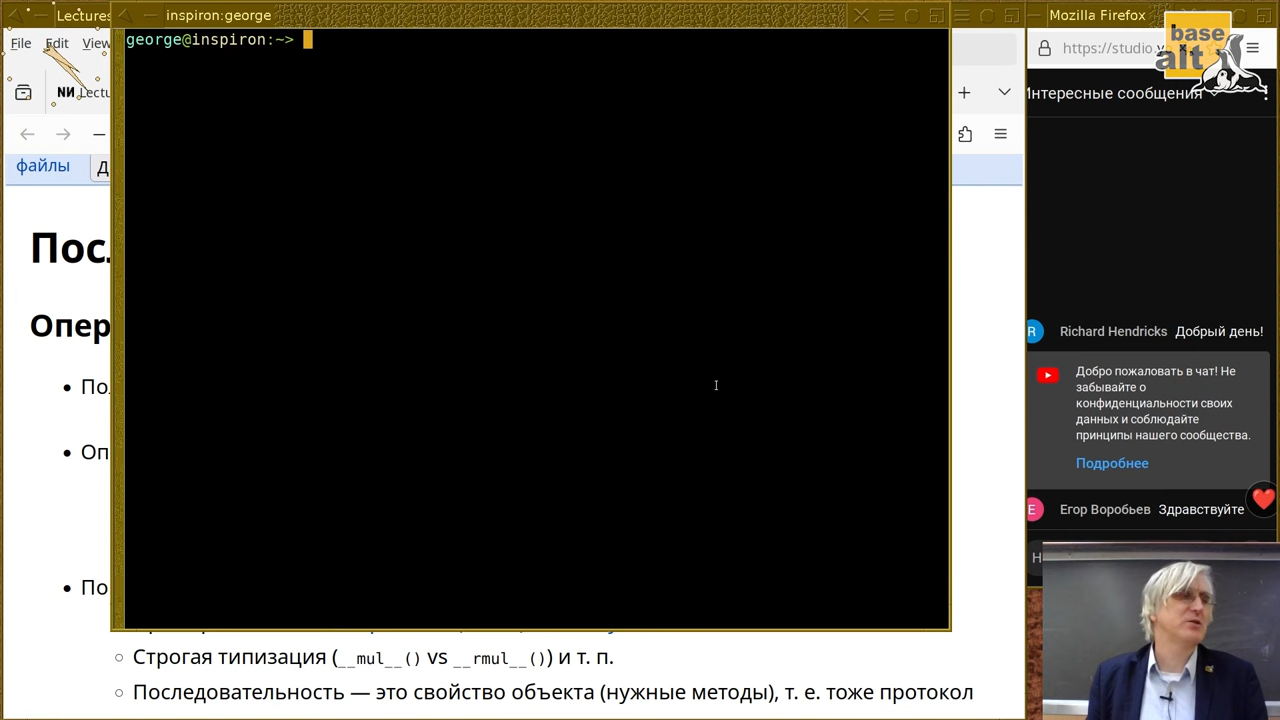 Lectures
inspiron:george
Mozilla Firefox
File Edit View
george@inspiron:~>
https://studio.y
base
alt
NИ Lectu
Интересные сообщения
файлы
Пос
Опер
Richard Hendricks Добрый день!
Добро пожаловать в чат! Не
забывайте о
конфиденциальности своих
данных и соблюдайте
принципы нашего сообщества.
Подробнее
E Егор Воробьев Здравствуйте
• По
• Оп
• По
Строгая типизация (__mul__() vs __rmul__()) и т. п.
Последовательность — это свойство объекта (нужные методы), т. е. тоже протокол